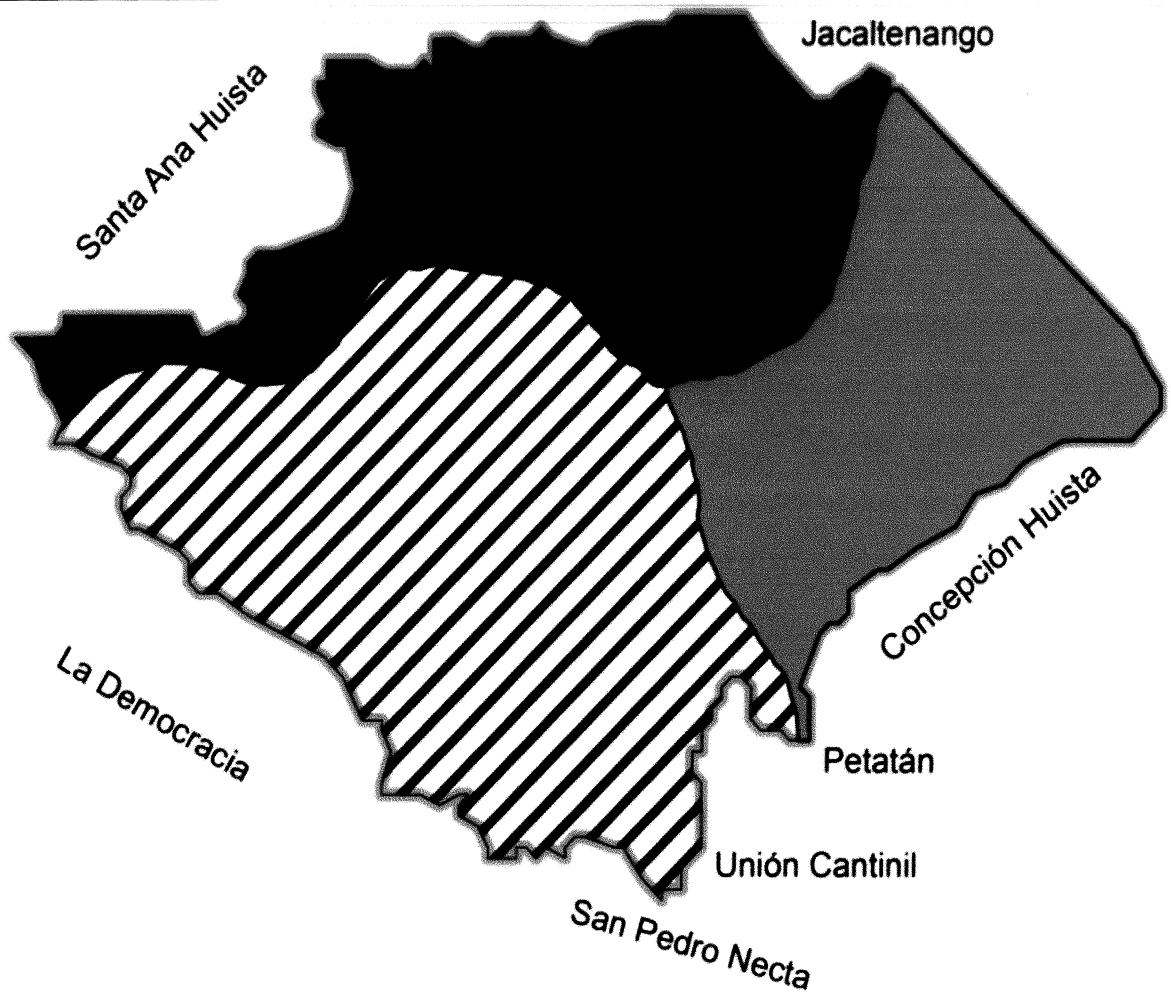 Jacaltenango
Santa Ana Huista
Concepción Huista
La Democracia
Petatán
Unión Cantinil
San Pedro Necta